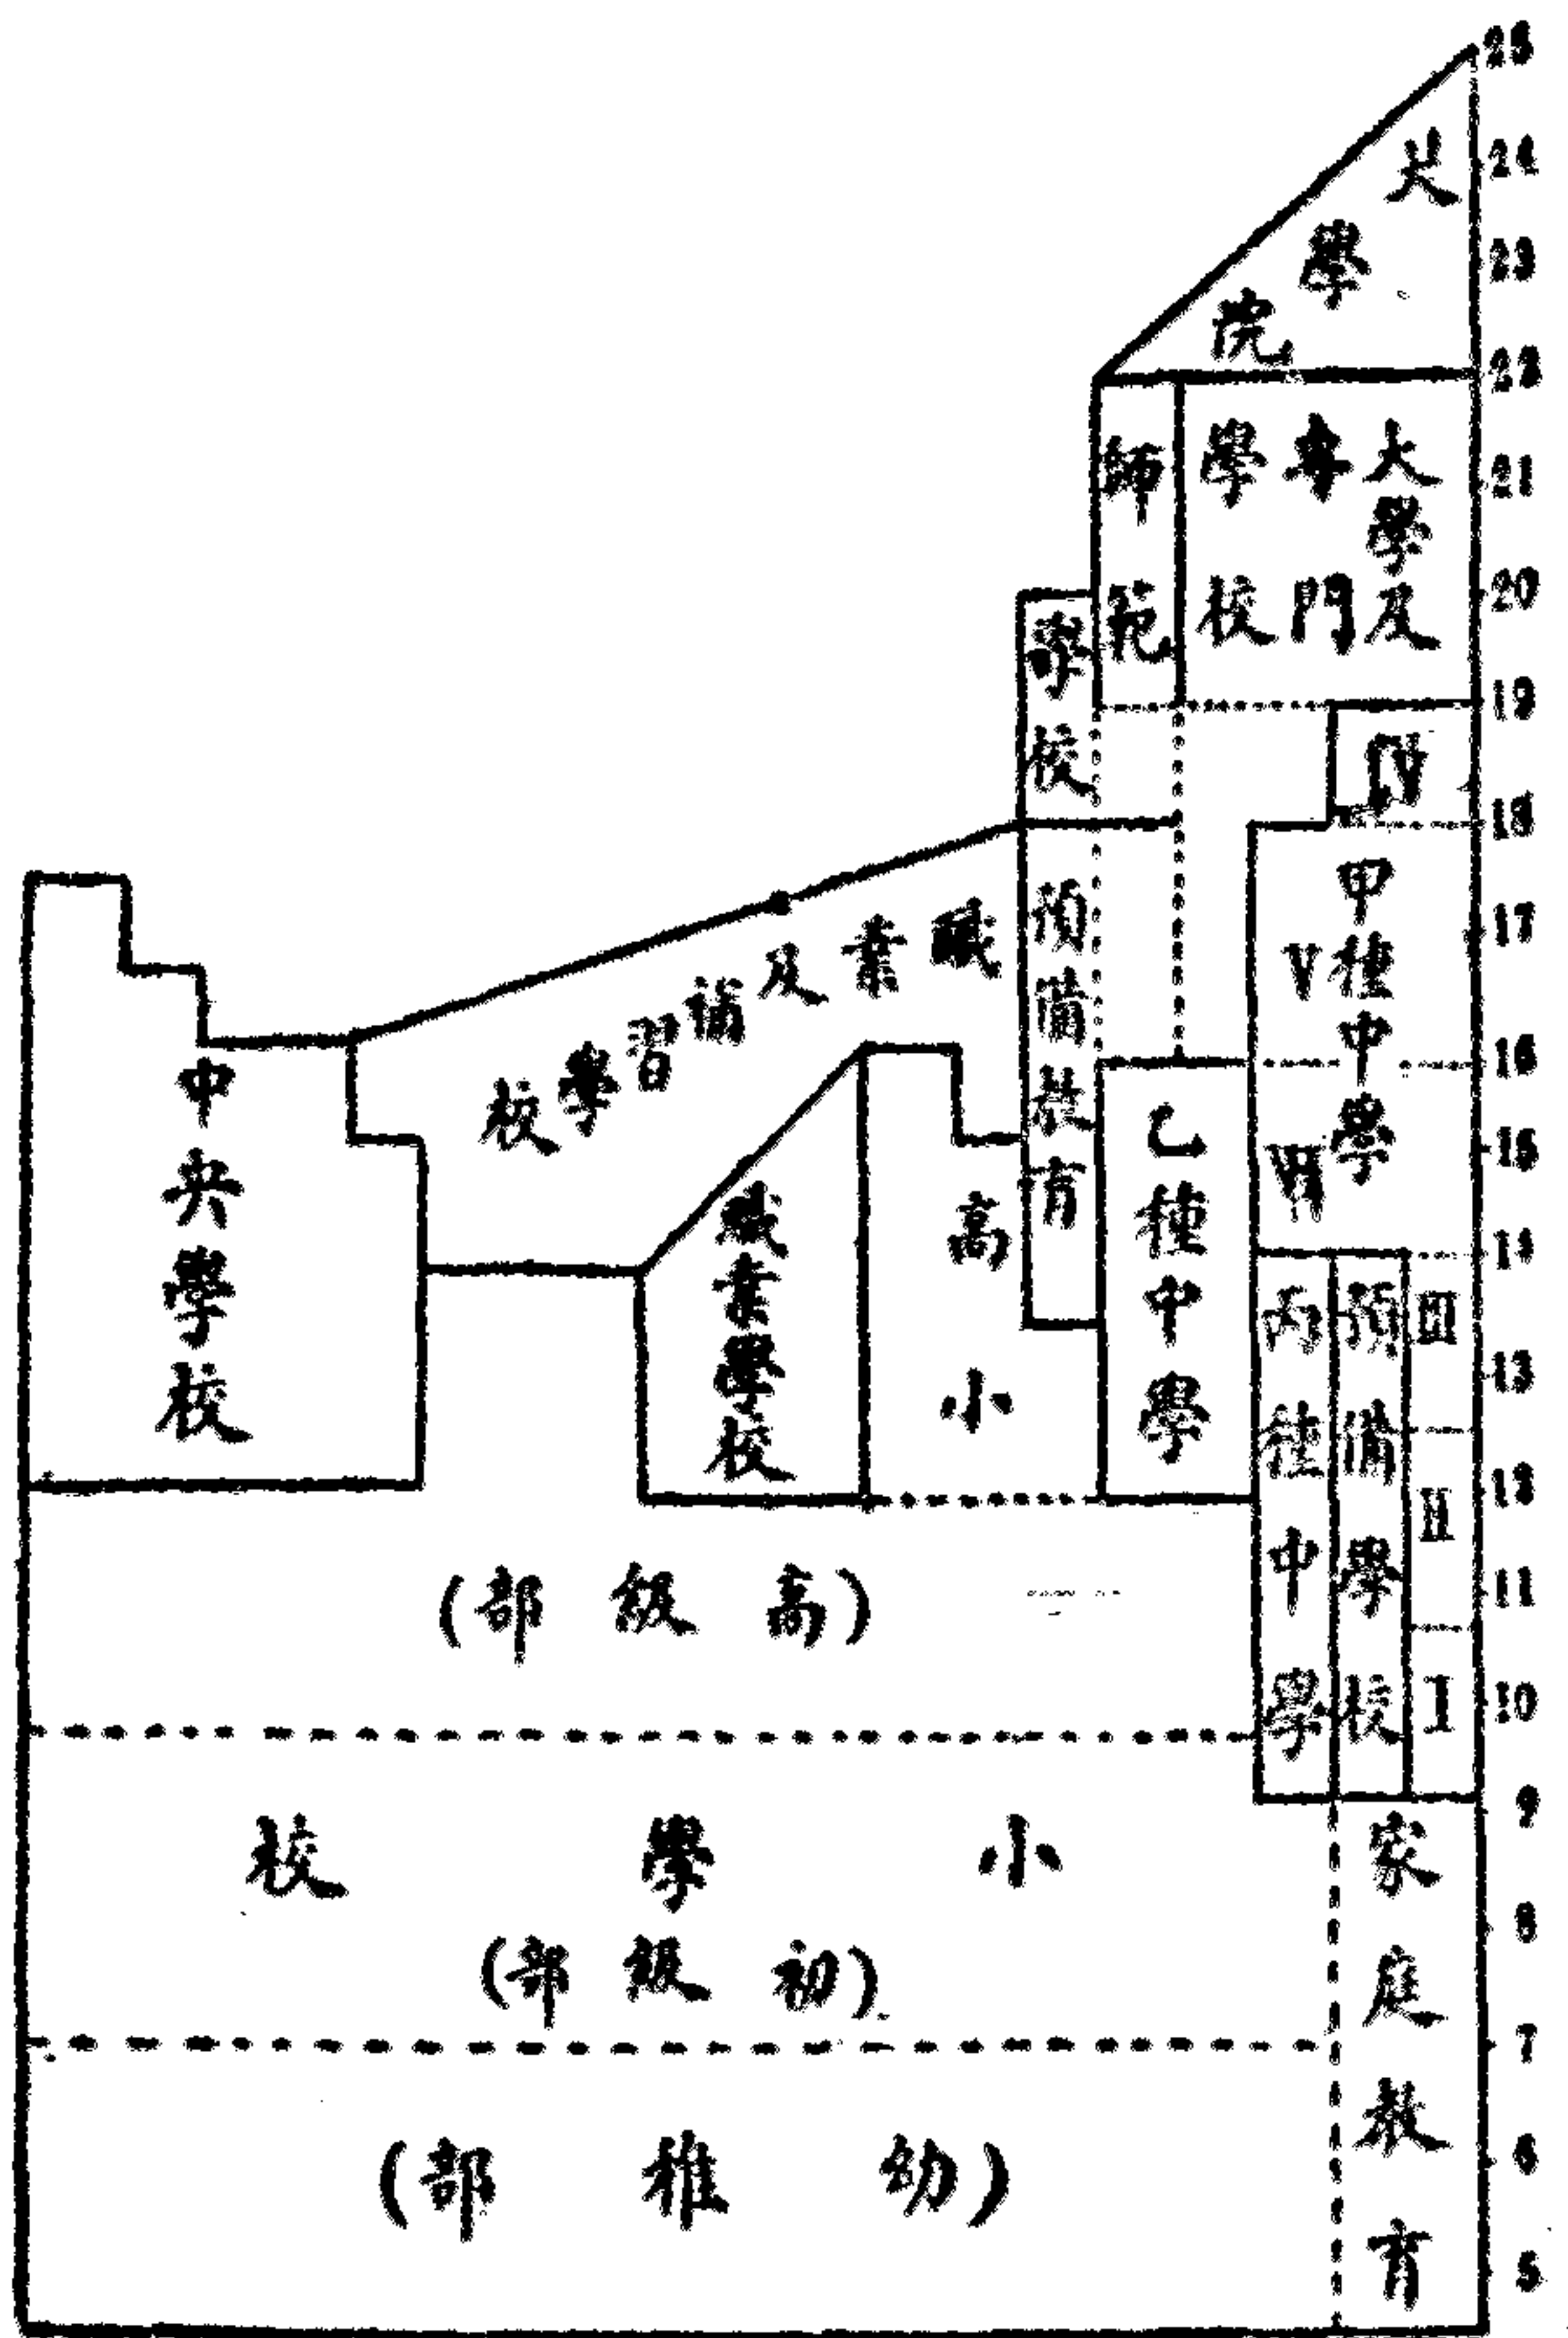 25
24
23
22
21
20
19
18
17
16
15
14
13
12
11
10
9
8
7
6
5
大學院
大學及
專門
學校
師範
學校
預備教育
IV
甲種中學
V
VI
III
II
I
預備學校
丙種中學
乙種中學
高小
職業及補習學校
職業學校
中央學校
(高級部)
小學校
(初級部)
(幼稚部)
家庭教育